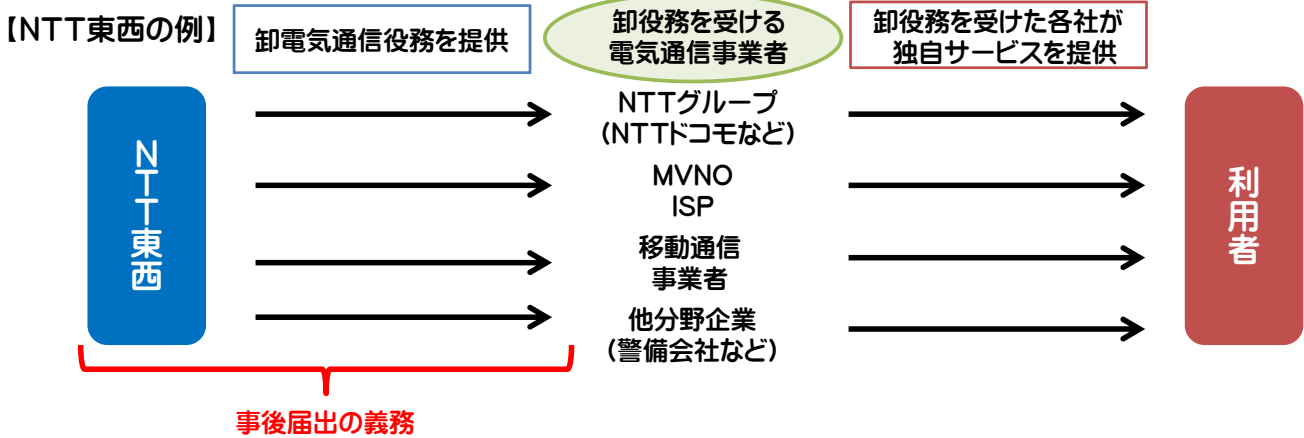 【NTT東西の例】
卸電気通信役務を提供
卸役務を受ける
電気通信事業者
卸役務を受けた各社が
独自サービスを提供
NTT東西
NTTグループ
(NTTドコモなど)
MVNO
ISP
移動通信
事業者
他分野企業
(警備会社など)
利用者
事後届出の義務